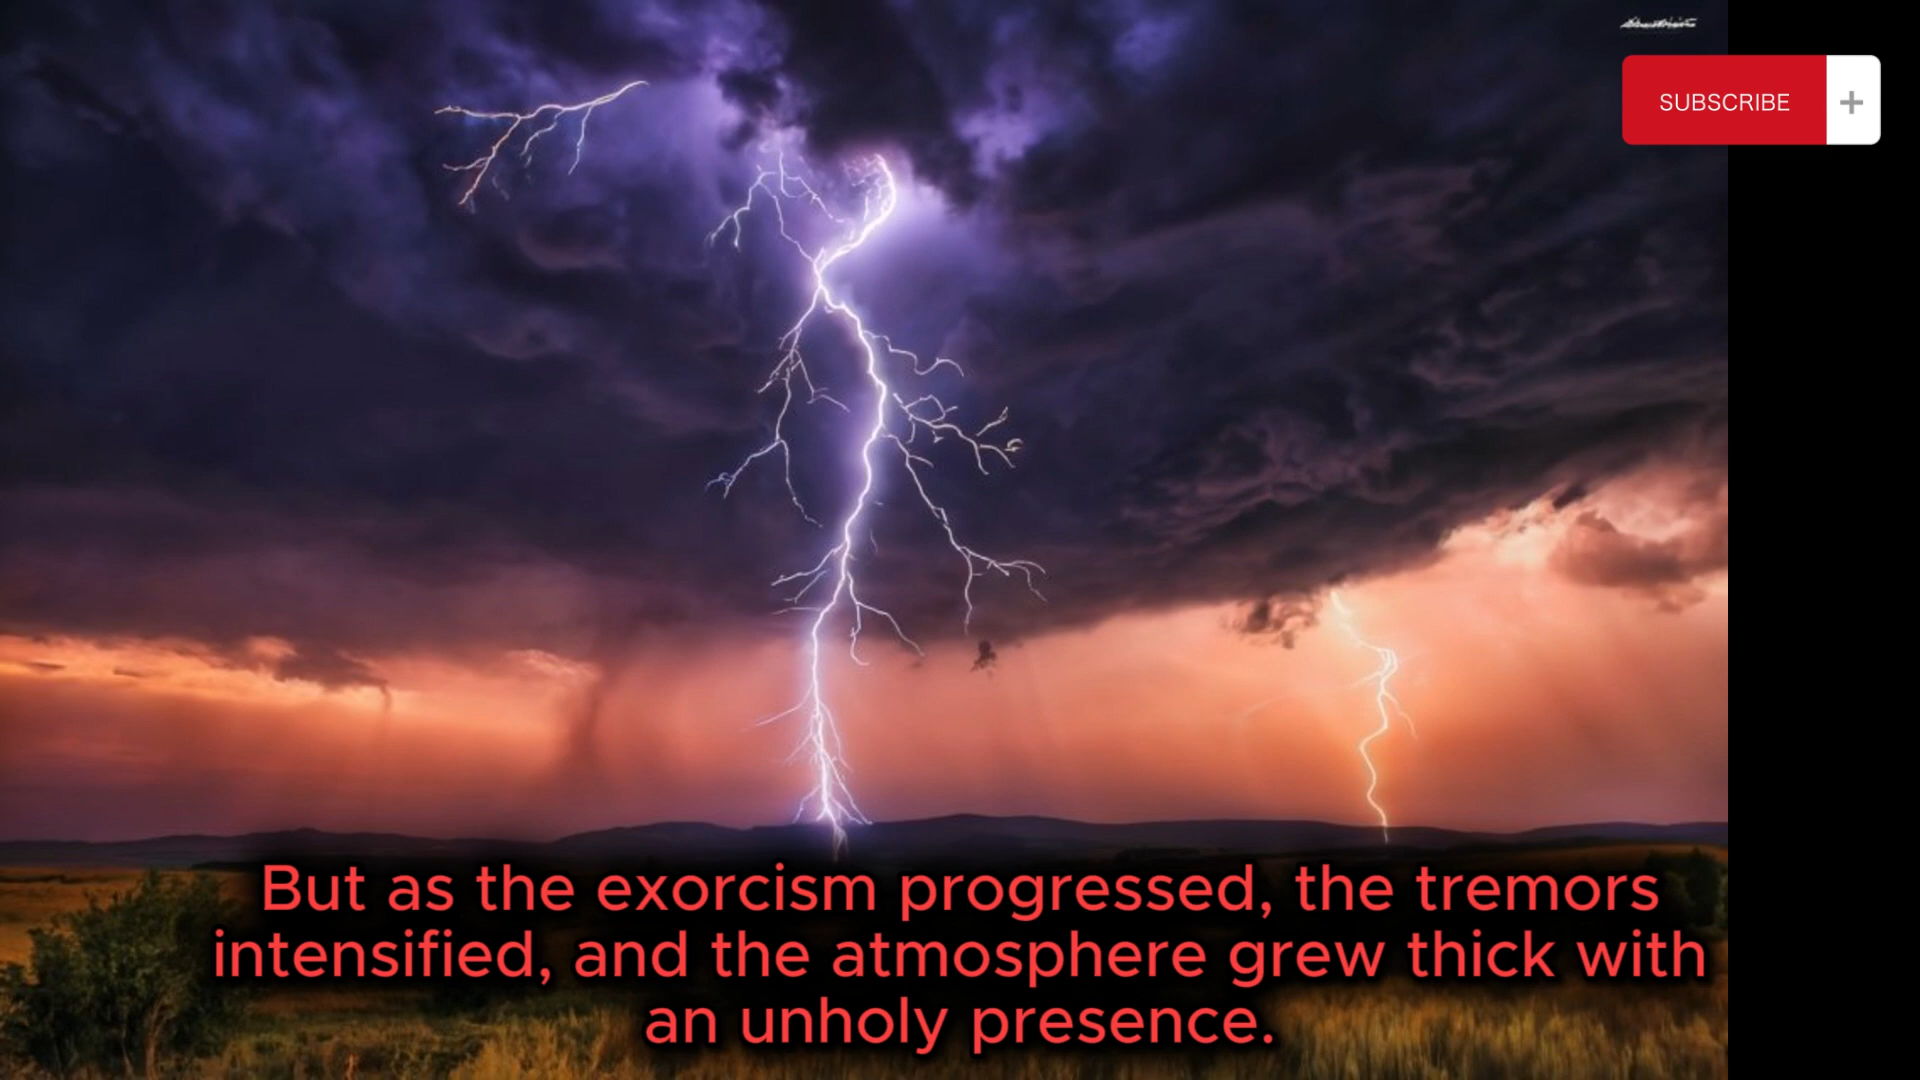 SUBSCRIBE +
But as the exorcism progressed, the tremors
intensified, and the atmosphere grew thick with
an unholy presence.